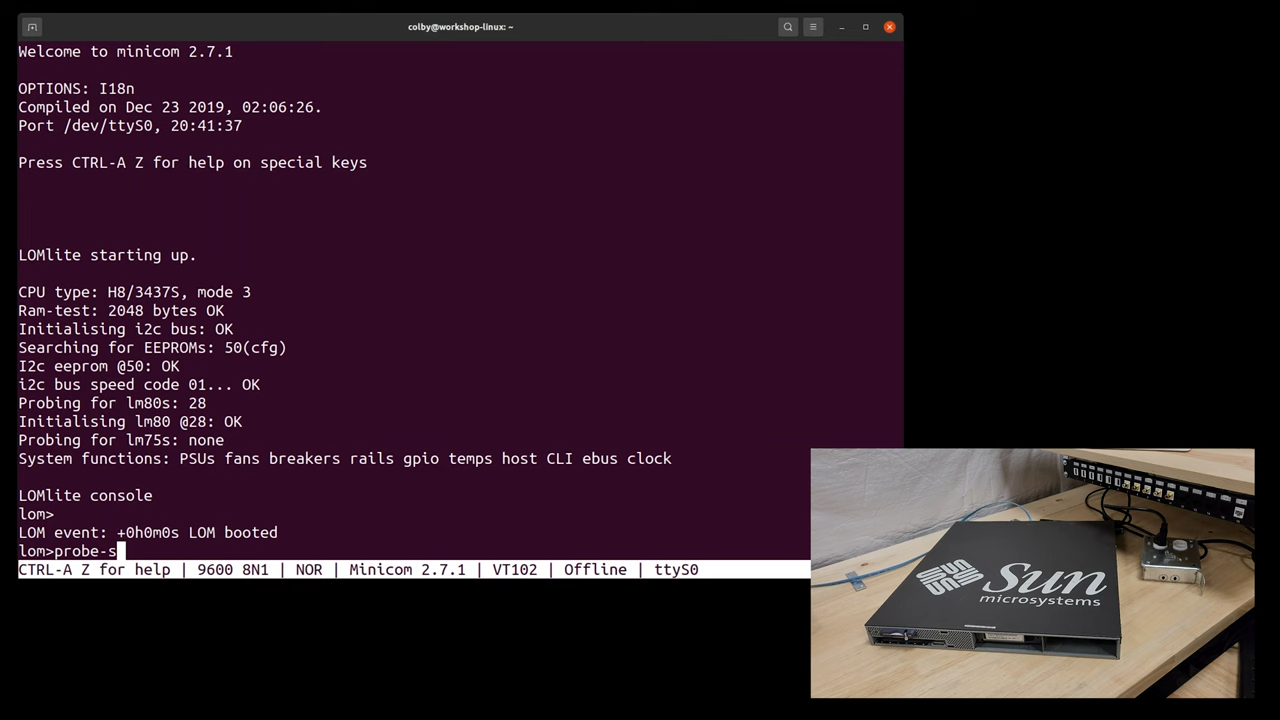 colby@workshop-linux: ~
Welcome to minicom 2.7.1
OPTIONS: I18n
Compiled on Dec 23 2019, 02:06:26.
Port /dev/ttyS0, 20:41:37
Press CTRL-A Z for help on special keys
LOMlite starting up.
CPU type: H8/3437S, mode 3
Ram-test: 2048 bytes OK
Initialising i2c bus: OK
Searching for EEPROMs: 50(cfg)
I2c eeprom @50: OK
i2c bus speed code 01... OK
Probing for lm80s: 28
Initialising lm80 @28: OK
Probing for lm75s: none
System functions: PSUs fans breakers rails gpio temps host CLI ebus clock
LOMlite console
lom>
LOM event: +0h0m0s LOM booted
lom>probe-s
CTRL-A Z for help | 9600 8N1 | NOR | Minicom 2.7.1 | VT102 | Offline | ttyS0
Sun
microsystems